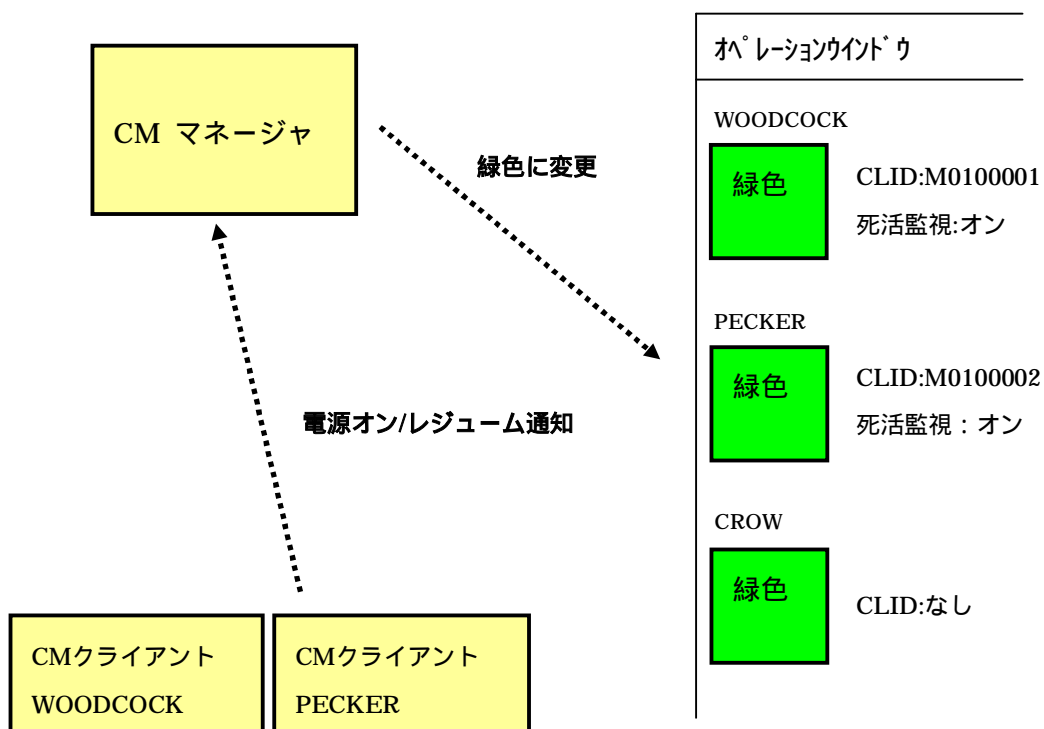 オペレーションウインドウ
CM マネージャ
WOODCOCK
緑色に変更
緑色
CLID:M0100001
死活監視:オン
PECKER
緑色
CLID:M0100002
死活監視：オン
電源オン/レジューム通知
CROW
緑色
CLID:なし
CMクライアント
WOODCOCK
CMクライアント
PECKER